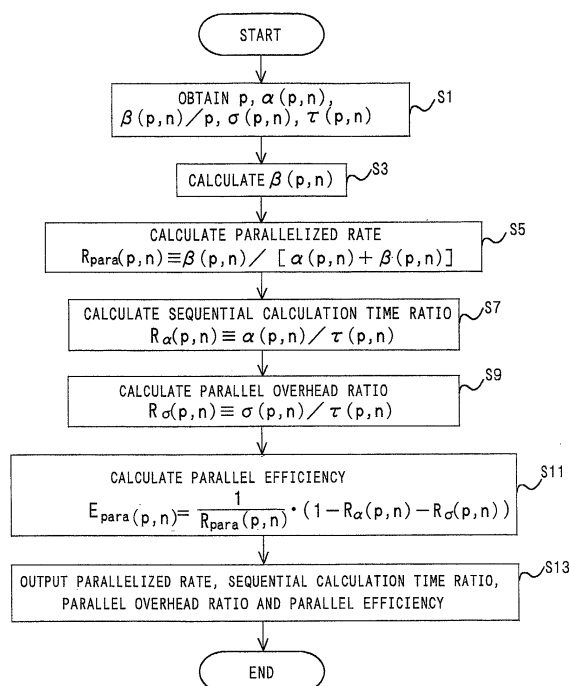 START
OBTAIN p, α(p,n),
β(p,n)/p, σ(p,n), τ(p,n)
S1
CALCULATE β(p,n)
S3
CALCULATE PARALLELIZED RATE
Rpara(p,n)≡β(p,n)/[α(p,n)+β(p,n)]
S5
CALCULATE SEQUENTIAL CALCULATION TIME RATIO
Rα(p,n)≡α(p,n)/τ(p,n)
S7
CALCULATE PARALLEL OVERHEAD RATIO
Rσ(p,n)≡σ(p,n)/τ(p,n)
S9
CALCULATE PARALLEL EFFICIENCY
Epara(p,n)=1/Rpara(p,n)·(1-Rα(p,n)-Rσ(p,n))
S11
OUTPUT PARALLELIZED RATE, SEQUENTIAL CALCULATION TIME RATIO,
PARALLEL OVERHEAD RATIO AND PARALLEL EFFICIENCY
S13
END